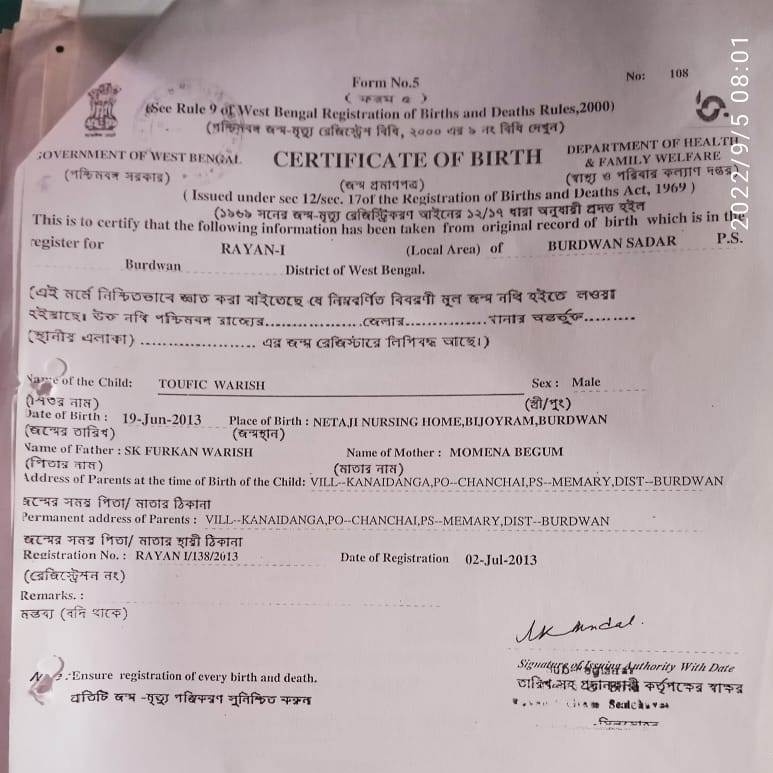 No: 108
Form No.5
( ফরম ৫ )
(See Rule 9 of West Bengal Registration of Births and Deaths Rules,2000)
(পশ্চিমবঙ্গ জন্ম-মৃত্যু রেজিস্ট্রেশন বিধি, ২০০০ এর ৯ নং বিধি দেখুন)
GOVERNMENT OF WEST BENGAL CERTIFICATE OF BIRTH DEPARTMENT OF HEALTH & FAMILY WELFARE
(পশ্চিমবঙ্গ সরকার) (জন্ম প্রমাণপত্র) (স্বাস্থ্য ও পরিবার কল্যাণ দপ্তর)
( Issued under sec 12/sec. 17of the Registration of Births and Deaths Act, 1969 )
(১৯৬৯ সনের জন্ম-মৃত্যু রেজিস্ট্রিকরণ আইনের ১২/১৭ ধারা অনুযায়ী প্রদত্ত হইল
This is to certify that the following information has been taken from original record of birth which is in the
register for RAYAN-I (Local Area) of BURDWAN SADAR P.S.
Burdwan District of West Bengal.
(এই মর্মে নিশ্চিতভাবে জ্ঞাত করা যাইতেছে যে নিম্নবর্ণিত বিবরণী মূল জন্ম নথি হইতে লওয়া
হইয়াছে। উক্ত নথি পশ্চিমবঙ্গ রাজ্যের....................জেলার................থানার অন্তর্ভুক্ত..........
(স্থানীয় এলাকা) ...................... এর জন্ম রেজিস্টারে লিপিবদ্ধ আছে।)
Name of the Child: TOUFIC WARISH Sex : Male
(শিশুর নাম) (স্ত্রী/পুং)
Date of Birth : 19-Jun-2013 Place of Birth : NETAJI NURSING HOME,BIJOYRAM,BURDWAN
(জন্মের তারিখ) (জন্মস্থান)
Name of Father : SK FURKAN WARISH Name of Mother : MOMENA BEGUM
(পিতার নাম) (মাতার নাম)
Address of Parents at the time of Birth of the Child: VILL--KANAIDANGA,PO--CHANCHAI,PS--MEMARY,DIST--BURDWAN
জন্মের সময় পিতা/ মাতার ঠিকানা
Permanent address of Parents : VILL--KANAIDANGA,PO--CHANCHAI,PS--MEMARY,DIST--BURDWAN
জন্মের সময় পিতা/ মাতার স্থায়ী ঠিকানা
Registration No. : RAYAN I/138/2013 Date of Registration 02-Jul-2013
(রেজিস্ট্রেশন নং)
Remarks. :
মন্তব্য (যদি থাকে)
Signature of Issuing Authority With Date
তারিখ সহ প্রদানকারী কর্তৃপক্ষের স্বাক্ষর
:Ensure registration of every birth and death.
প্রতিটি জন্ম -মৃত্যু পঞ্জিকরণ সুনিশ্চিত করুন
2022/9/5 08:01